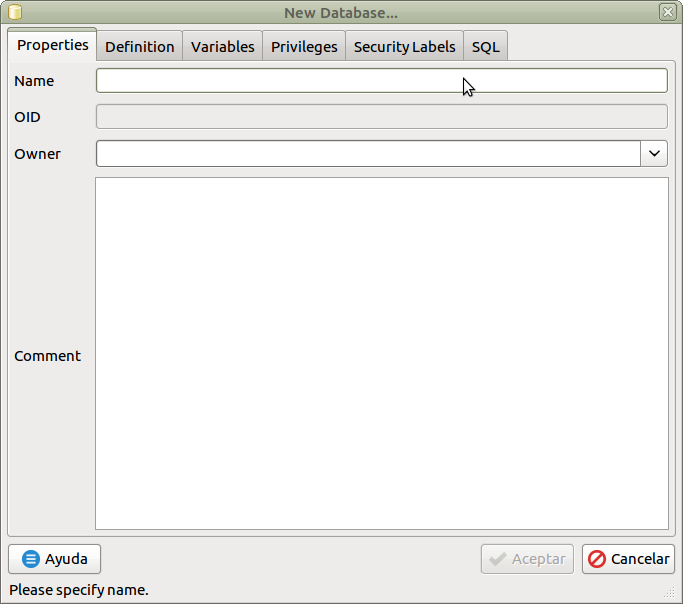 New Database...
Properties Definition Variables Privileges Security Labels SQL
Name
OID
Owner
Comment
Ayuda Aceptar Cancelar
Please specify name.